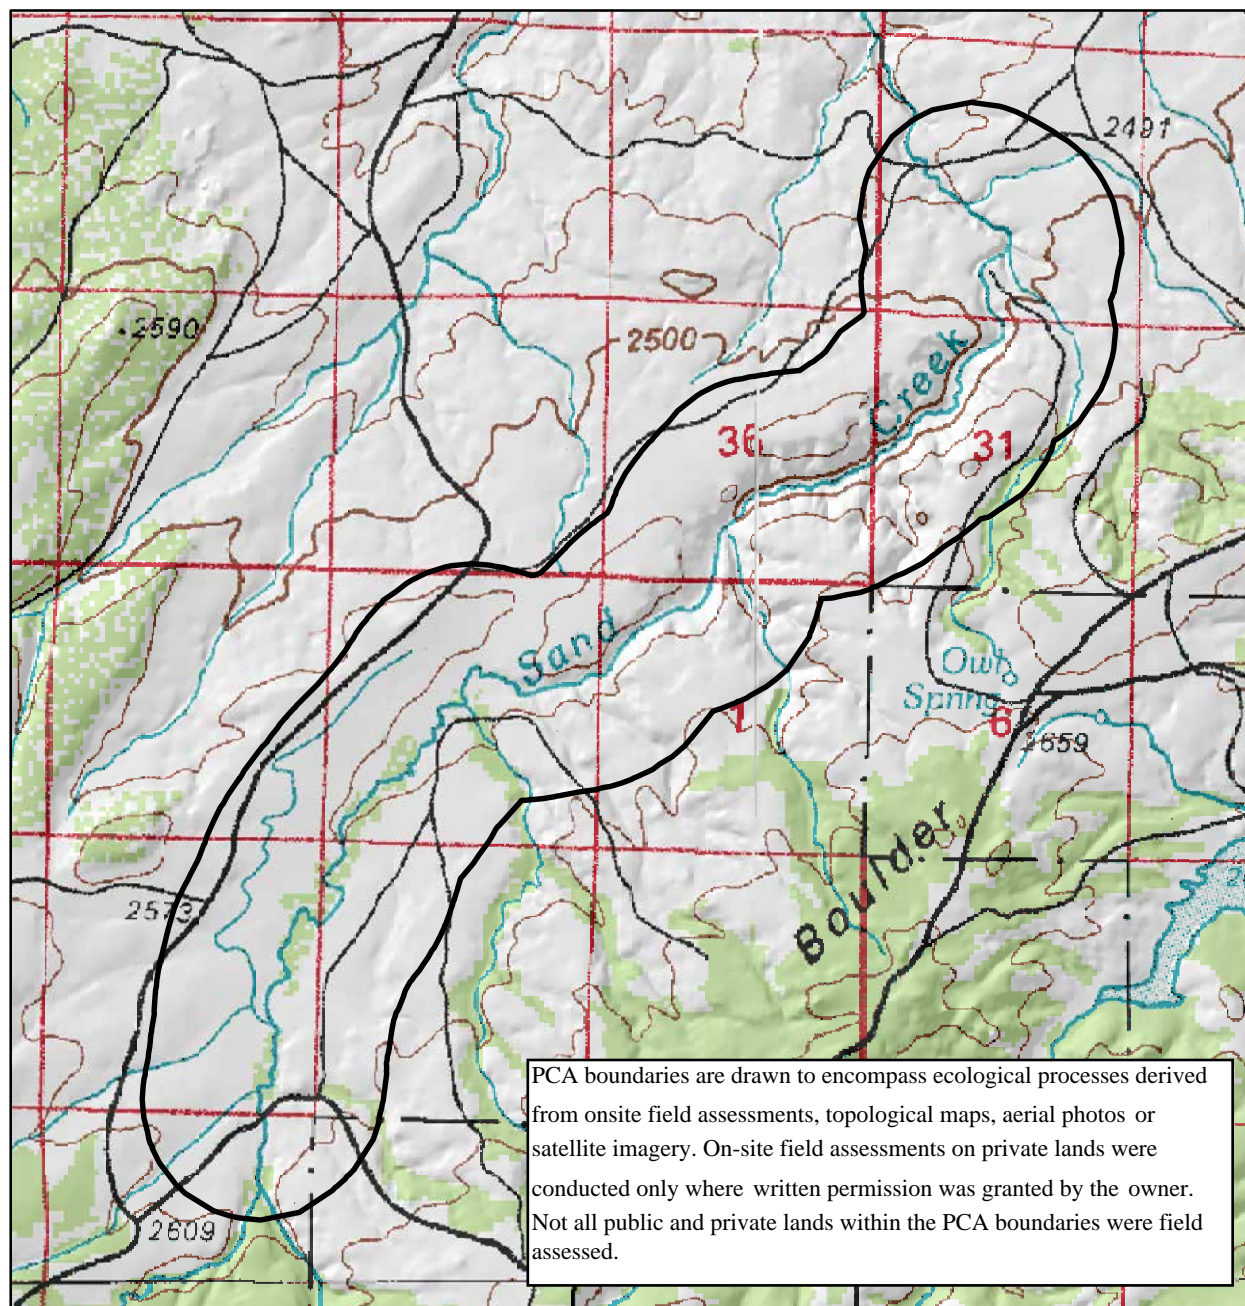 2491
2590
2500
Creek
36
31
Sand
Owl
Spring
1
6
2659
Boulder
2573
2609
PCA boundaries are drawn to encompass ecological processes derived
from onsite field assessments, topological maps, aerial photos or
satellite imagery. On-site field assessments on private lands were
conducted only where written permission was granted by the owner.
Not all public and private lands within the PCA boundaries were field
assessed.